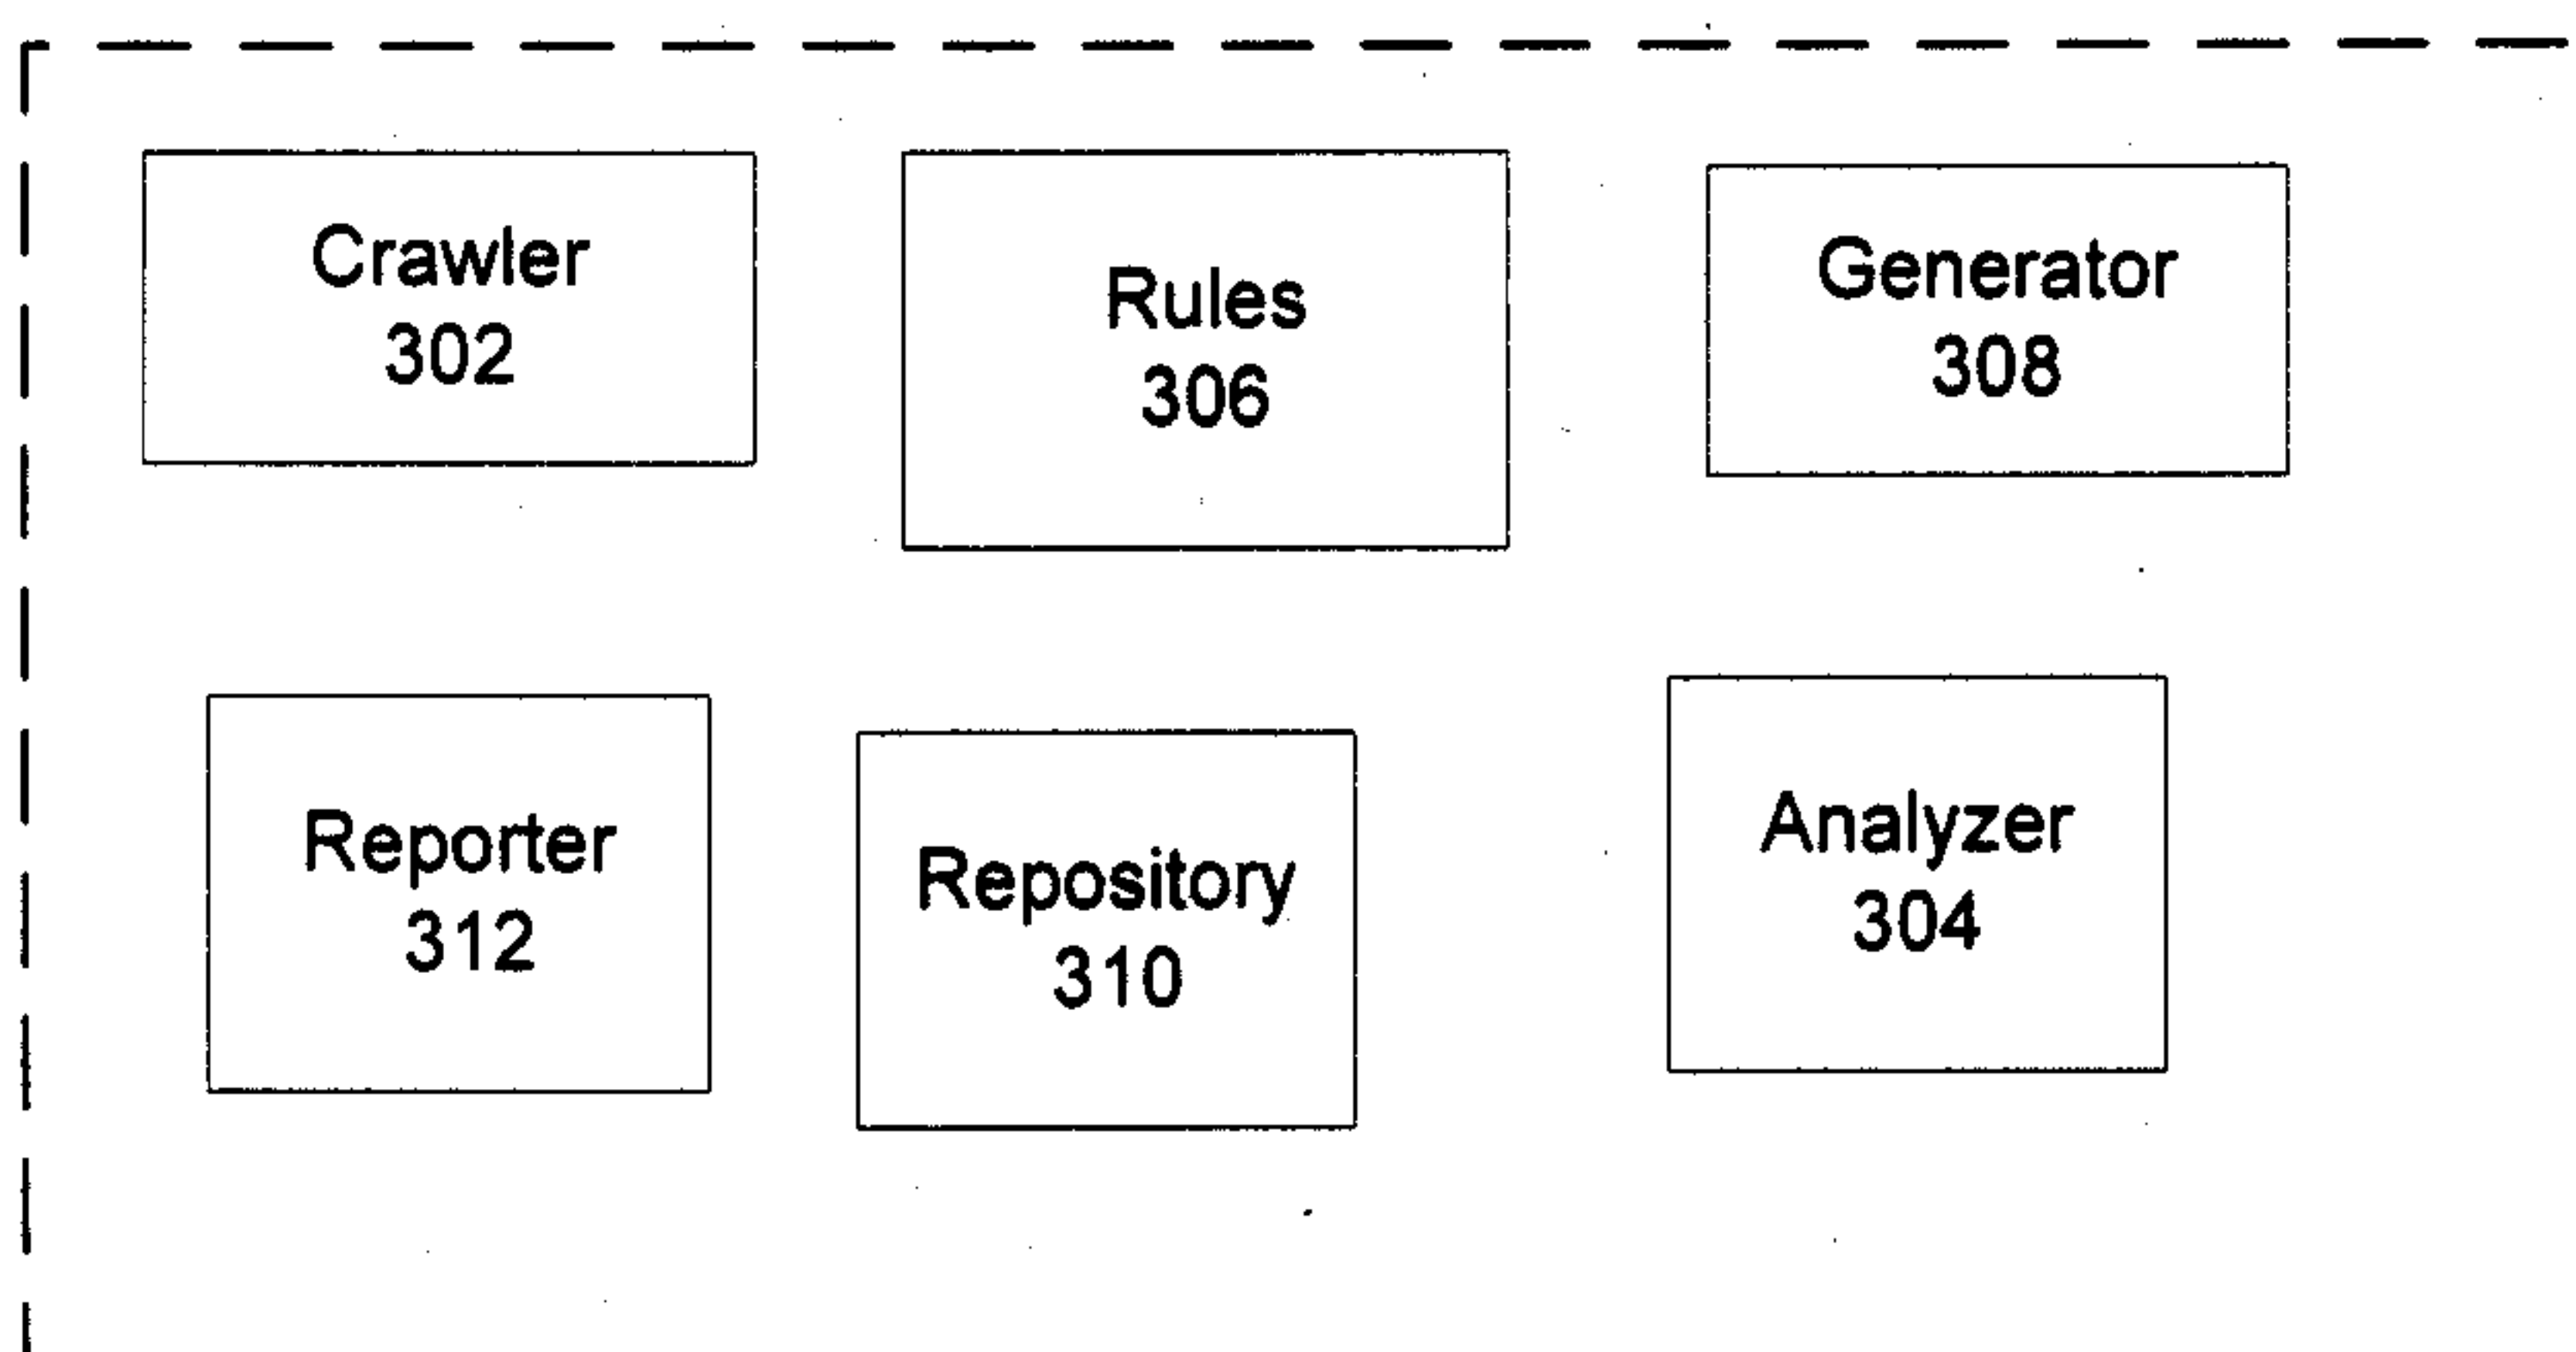 Crawler
302
Rules
306
Generator
308
Reporter
312
Repository
310
Analyzer
304